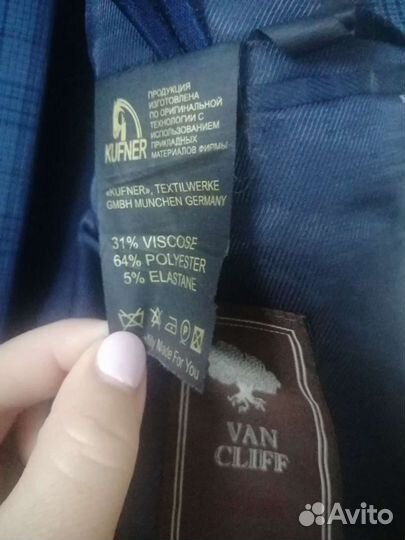 KUFNER
ПРОДУКЦИЯ
ИЗГОТОВЛЕНА
ПО ОРИГИНАЛЬНОЙ
ТЕХНОЛОГИИ С
ИСПОЛЬЗОВАНИЕМ
ПРИКЛАДНЫХ
МАТЕРИАЛОВ ФИРМЫ
«KUFNER», TEXTILWERKE
GMBH MUNCHEN GERMANY
31% VISCOSE
64% POLYESTER
5% ELASTANE
Made For You
VAN
CLIFF
Avito